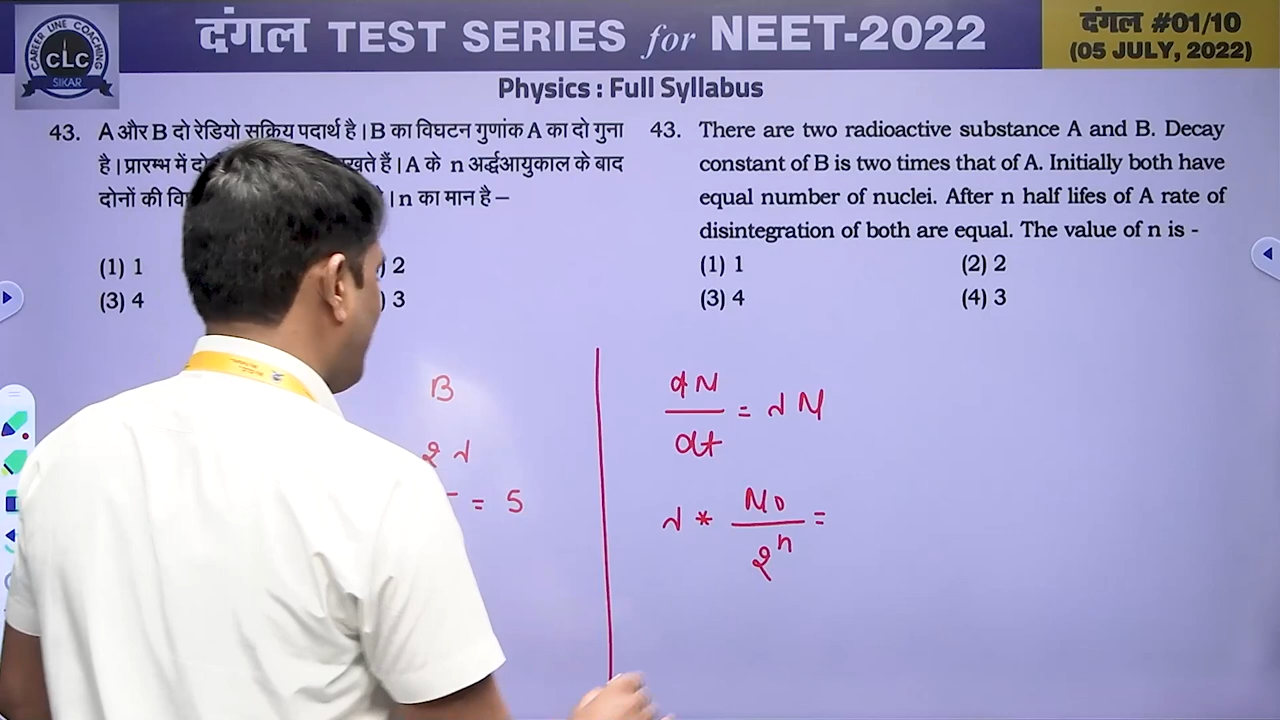 दंगल TEST SERIES for NEET-2022
दंगल #01/10
(05 JULY, 2022)
CAREER LINE COACHING
CLC
SIKAR
Physics : Full Syllabus
43. A और B दो रेडियो सक्रिय पदार्थ है । B का विघटन गुणांक A का दो गुना
है । प्रारम्भ में हैं । A के n अर्द्धआयुकाल के बाद
दोनों की । n का मान है –
(1) 1 2
(3) 4 3
43. There are two radioactive substance A and B. Decay
constant of B is two times that of A. Initially both have
equal number of nuclei. After n half lifes of A rate of
disintegration of both are equal. The value of n is -
(1) 1 (2) 2
(3) 4 (4) 3
B
2 λ
= 5
dN
dt
= λ N
λ *
N0
2^n
=